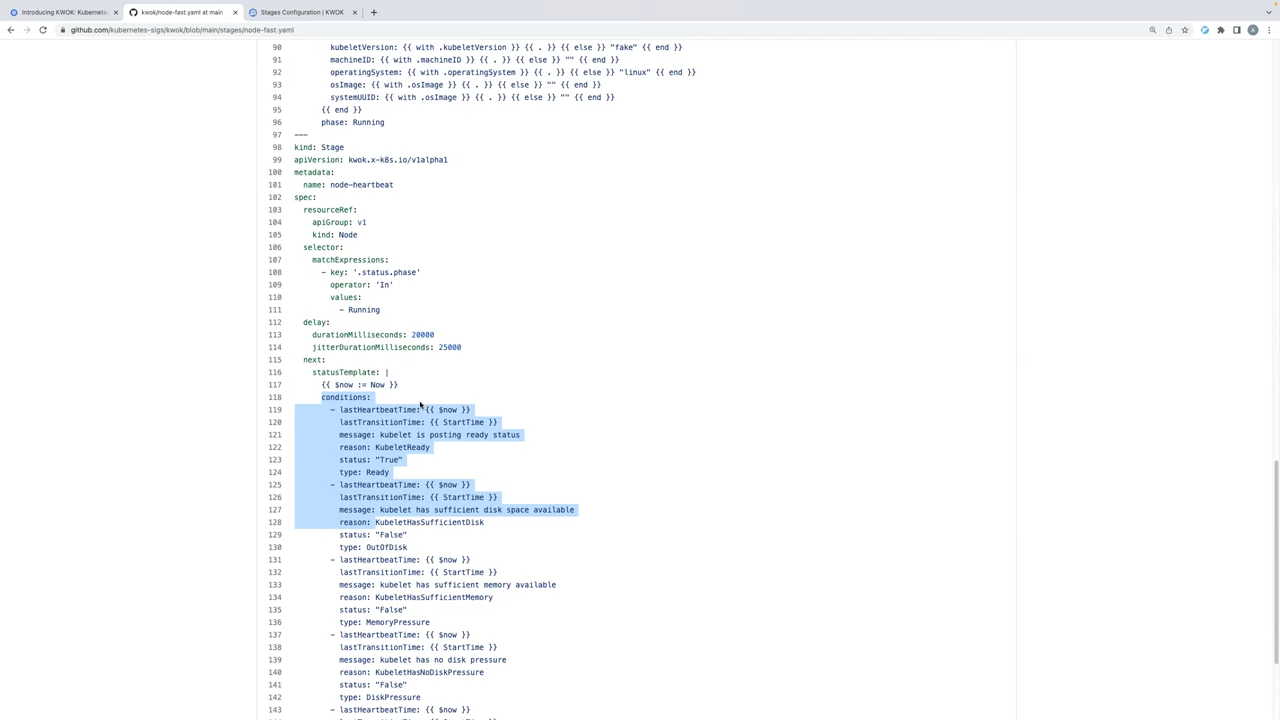 Introducing KWOK: Kubernete
kwok/node-fast.yaml at main
Stages Configuration | KWOK
github.com/kubernetes-sigs/kwok/blob/main/stages/node-fast.yaml
90 kubeletVersion: {{ with .kubeletVersion }} {{ . }} {{ else }} "fake" {{ end }}
91 machineID: {{ with .machineID }} {{ . }} {{ else }} "" {{ end }}
92 operatingSystem: {{ with .operatingSystem }} {{ . }} {{ else }} "linux" {{ end }}
93 osImage: {{ with .osImage }} {{ . }} {{ else }} "" {{ end }}
94 systemUUID: {{ with .osImage }} {{ . }} {{ else }} "" {{ end }}
95 {{ end }}
96 phase: Running
97 ---
98 kind: Stage
99 apiVersion: kwok.x-k8s.io/v1alpha1
100 metadata:
101 name: node-heartbeat
102 spec:
103 resourceRef:
104 apiGroup: v1
105 kind: Node
106 selector:
107 matchExpressions:
108 - key: '.status.phase'
109 operator: 'In'
110 values:
111 - Running
112 delay:
113 durationMilliseconds: 20000
114 jitterDurationMilliseconds: 25000
115 next:
116 statusTemplate: |
117 {{ $now := Now }}
118 conditions:
119 - lastHeartbeatTime: {{ $now }}
120 lastTransitionTime: {{ StartTime }}
121 message: kubelet is posting ready status
122 reason: KubeletReady
123 status: "True"
124 type: Ready
125 - lastHeartbeatTime: {{ $now }}
126 lastTransitionTime: {{ StartTime }}
127 message: kubelet has sufficient disk space available
128 reason: KubeletHasSufficientDisk
129 status: "False"
130 type: OutOfDisk
131 - lastHeartbeatTime: {{ $now }}
132 lastTransitionTime: {{ StartTime }}
133 message: kubelet has sufficient memory available
134 reason: KubeletHasSufficientMemory
135 status: "False"
136 type: MemoryPressure
137 - lastHeartbeatTime: {{ $now }}
138 lastTransitionTime: {{ StartTime }}
139 message: kubelet has no disk pressure
140 reason: KubeletHasNoDiskPressure
141 status: "False"
142 type: DiskPressure
143 - lastHeartbeatTime: {{ $now }}